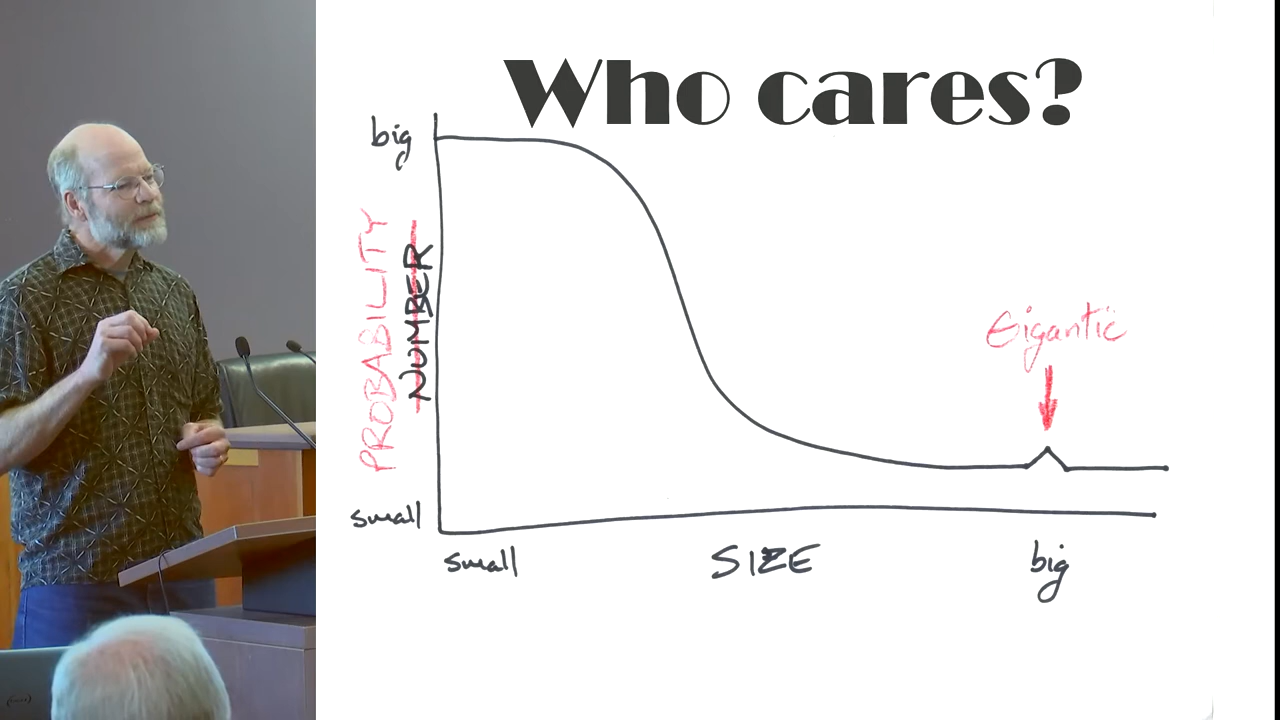 Who cares?
big
PROBABILITY
NUMBER
Gigantic
small
small
SIZE
big